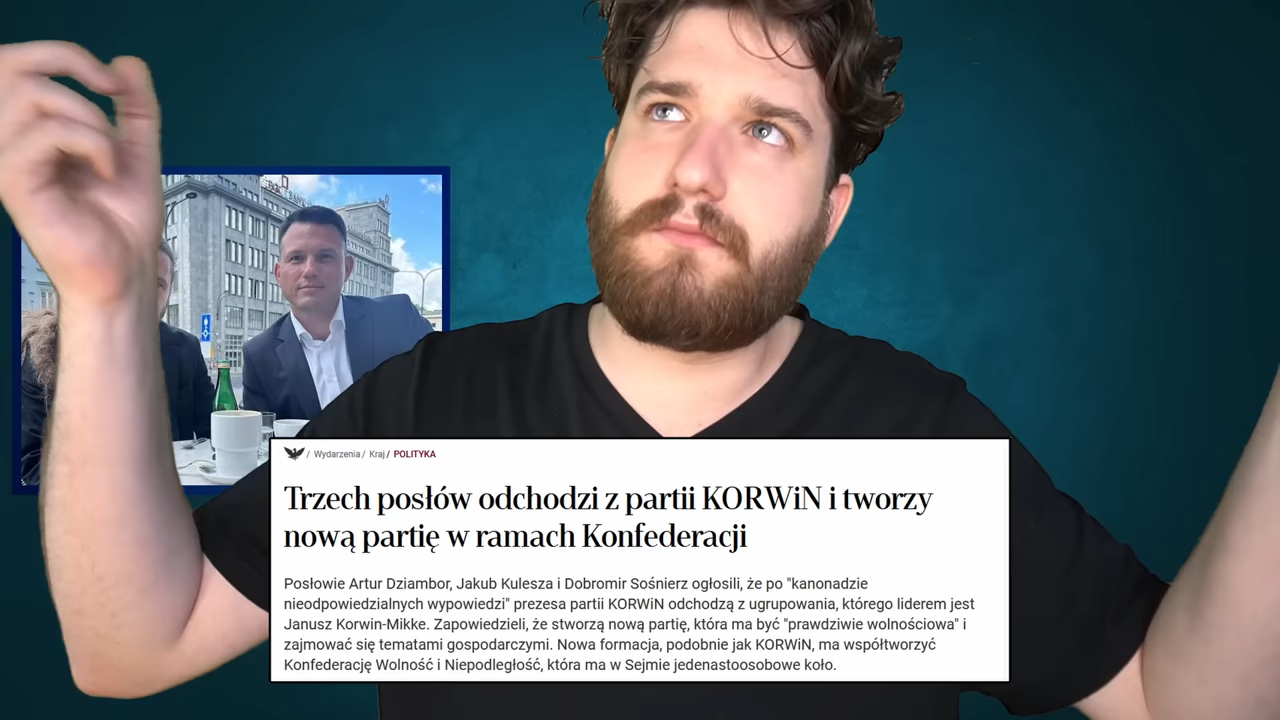 / Wydarzenia / Kraj / POLITYKA
Trzech posłów odchodzi z partii KORWiN i tworzy
nową partię w ramach Konfederacji
Posłowie Artur Dziambor, Jakub Kulesza i Dobromir Sośnierz ogłosili, że po "kanonadzie
nieodpowiedzialnych wypowiedzi" prezesa partii KORWiN odchodzą z ugrupowania, którego liderem jest
Janusz Korwin-Mikke. Zapowiedzieli, że stworzą nową partię, która ma być "prawdziwie wolnościowa" i
zajmować się tematami gospodarczymi. Nowa formacja, podobnie jak KORWiN, ma współtworzyć
Konfederację Wolność i Niepodległość, która ma w Sejmie jedenastoosobowe koło.